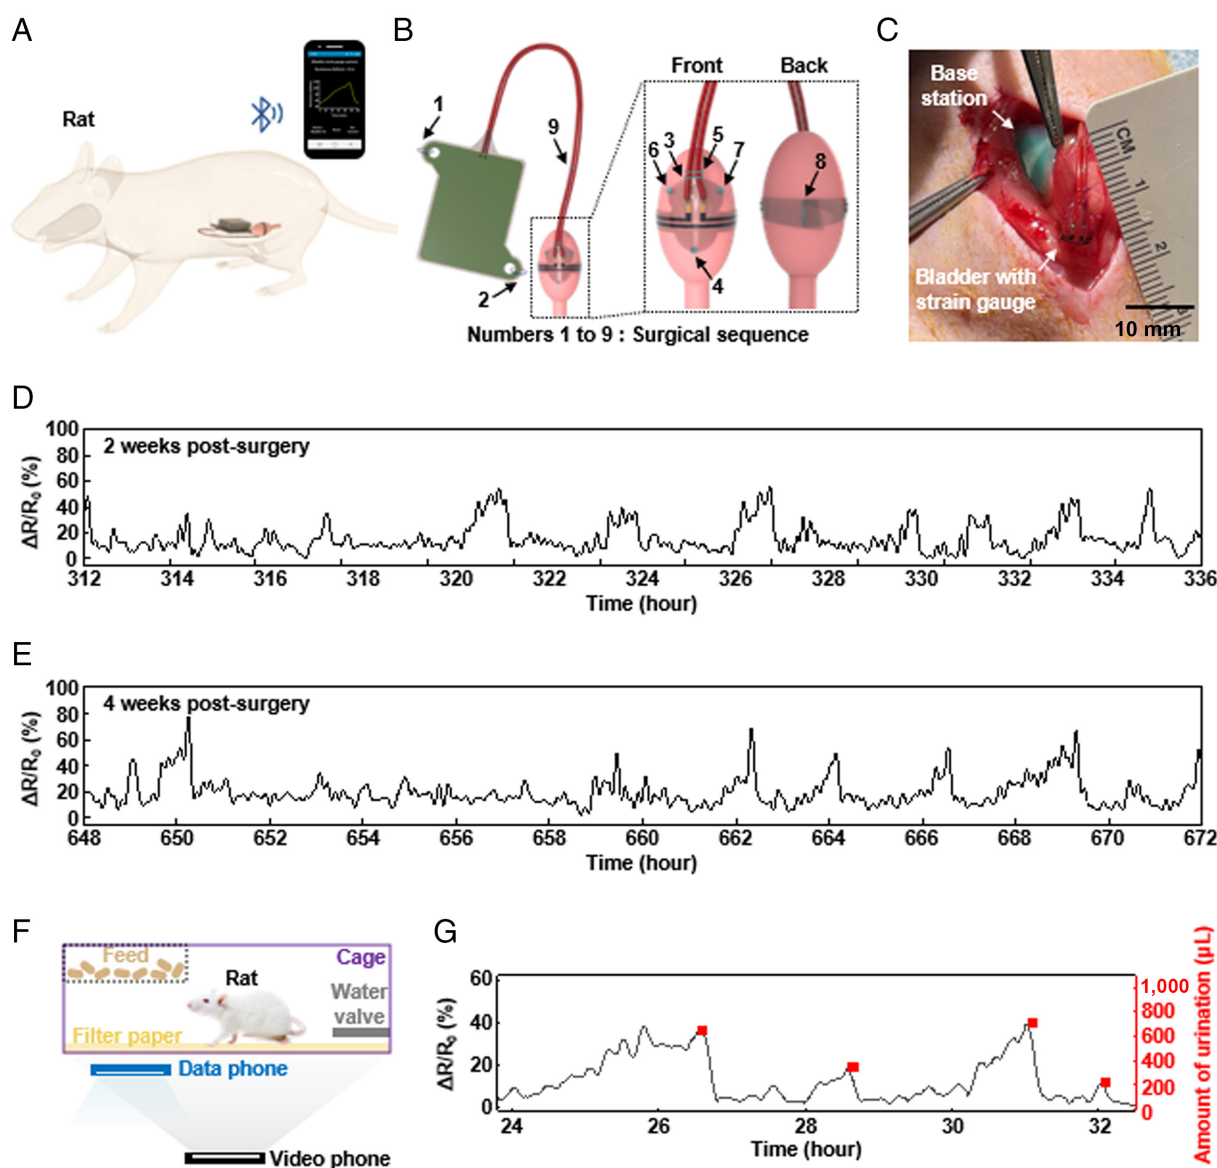 A
B
C
Rat
1
2
9
Front
Back
3
5
6
7
4
8
Numbers 1 to 9 : Surgical sequence
Base
station
CM
1
2
Bladder with
strain gauge
10 mm
D
2 weeks post-surgery
100
80
60
40
20
0
ΔR/R₀ (%)
312 314 316 318 320 322 324 326 328 330 332 334 336
Time (hour)
E
4 weeks post-surgery
100
80
60
40
20
0
ΔR/R₀ (%)
648 650 652 654 656 658 660 662 664 666 668 670 672
Time (hour)
F
Feed
Cage
Rat
Water
valve
Filter paper
Data phone
Video phone
G
60
40
20
0
ΔR/R₀ (%)
24 26 28 30 32
Time (hour)
1,000
800
600
400
200
0
Amount of urination (μL)